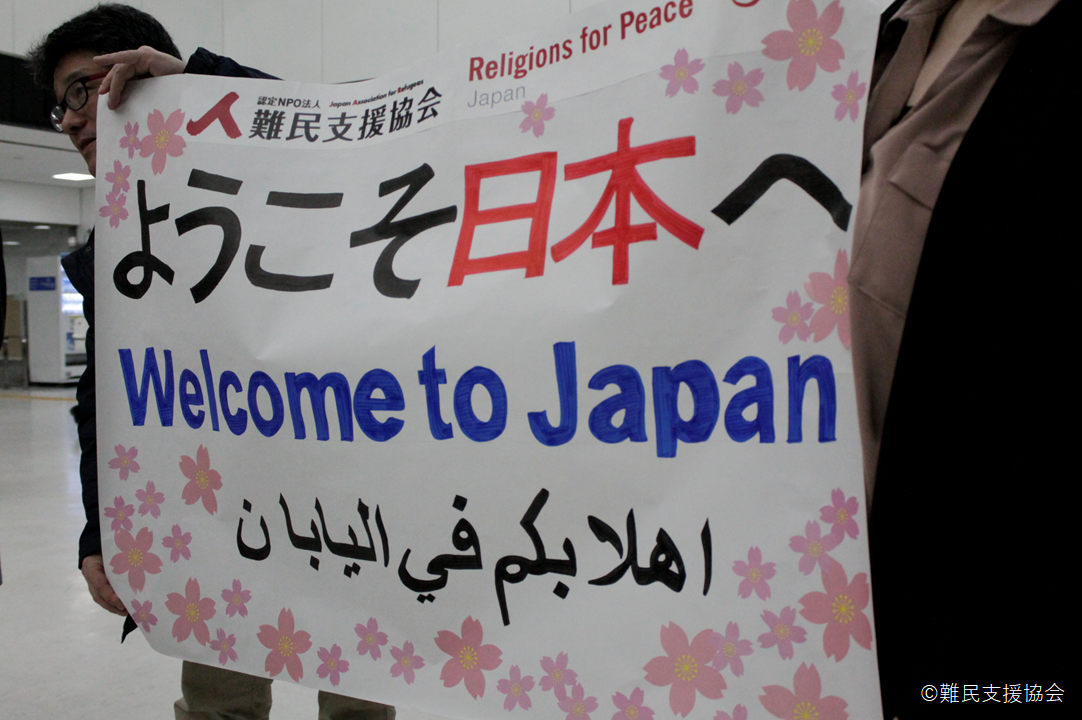 Religions for Peace
Japan
認定NPO法人 Japan Association for Refugees
難民支援協会
ようこそ日本へ
Welcome to Japan
اهلا بكم في اليابان
©難民支援協会